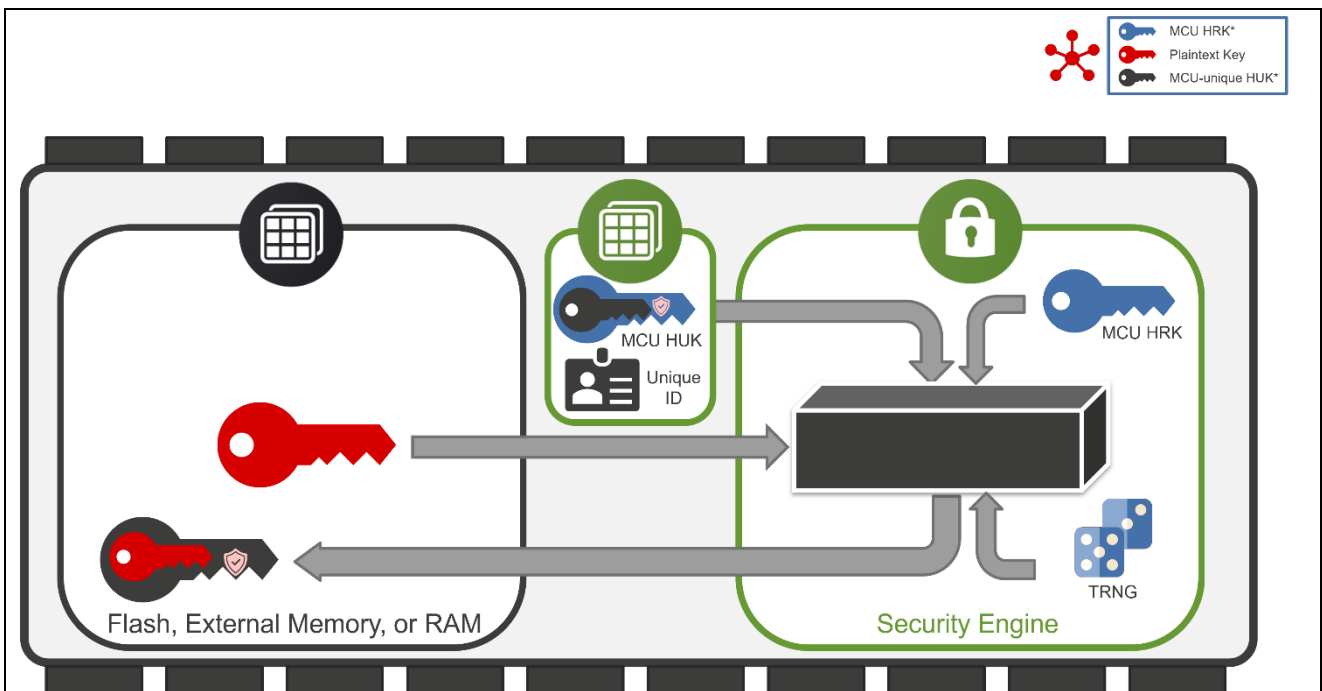 MCU HRK*
Plaintext Key
MCU-unique HUK*
MCU HUK
Unique
ID
MCU HRK
TRNG
Flash, External Memory, or RAM
Security Engine